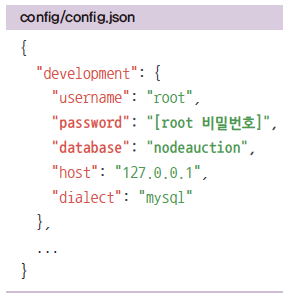 config/config.json
{
"development": {
"username": "root",
"password": "[root 비밀번호]",
"database": "nodeauction",
"host": "127.0.0.1",
"dialect": "mysql"
},
...
}